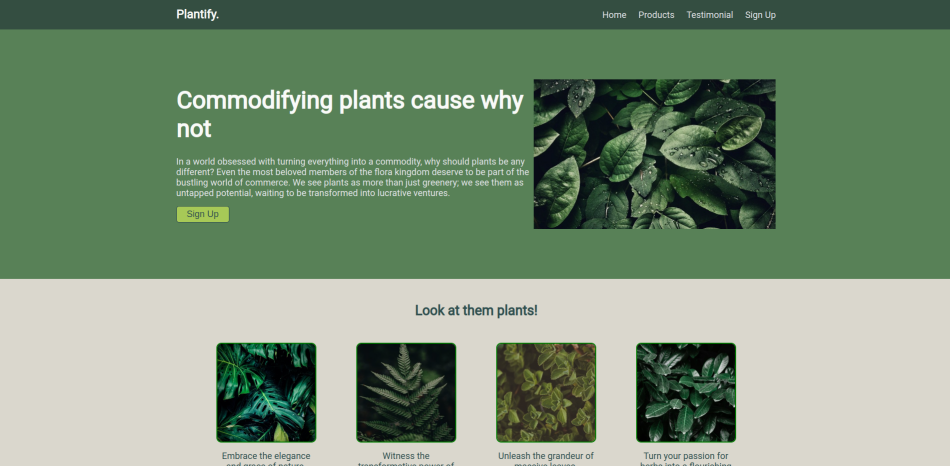 Plantify.
Home Products Testimonial Sign Up
Commodifying plants cause why
not
In a world obsessed with turning everything into a commodity, why should plants be any
different? Even the most beloved members of the flora kingdom deserve to be part of the
bustling world of commerce. We see plants as more than just greenery; we see them as
untapped potential, waiting to be transformed into lucrative ventures.
Sign Up
Look at them plants!
Embrace the elegance
and grace of nature
Witness the
transformative power of
Unleash the grandeur of
massive leaves
Turn your passion for
herbs into a flourishing